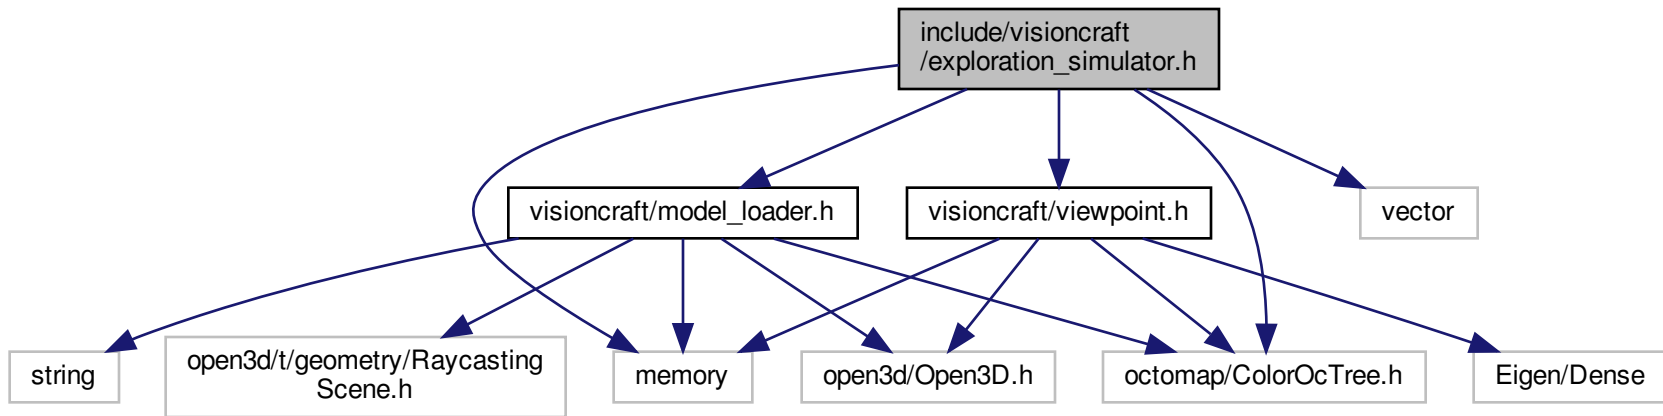 include/visioncraft
/exploration_simulator.h
visioncraft/model_loader.h
visioncraft/viewpoint.h
vector
string
open3d/t/geometry/Raycasting
Scene.h
memory
open3d/Open3D.h
octomap/ColorOcTree.h
Eigen/Dense